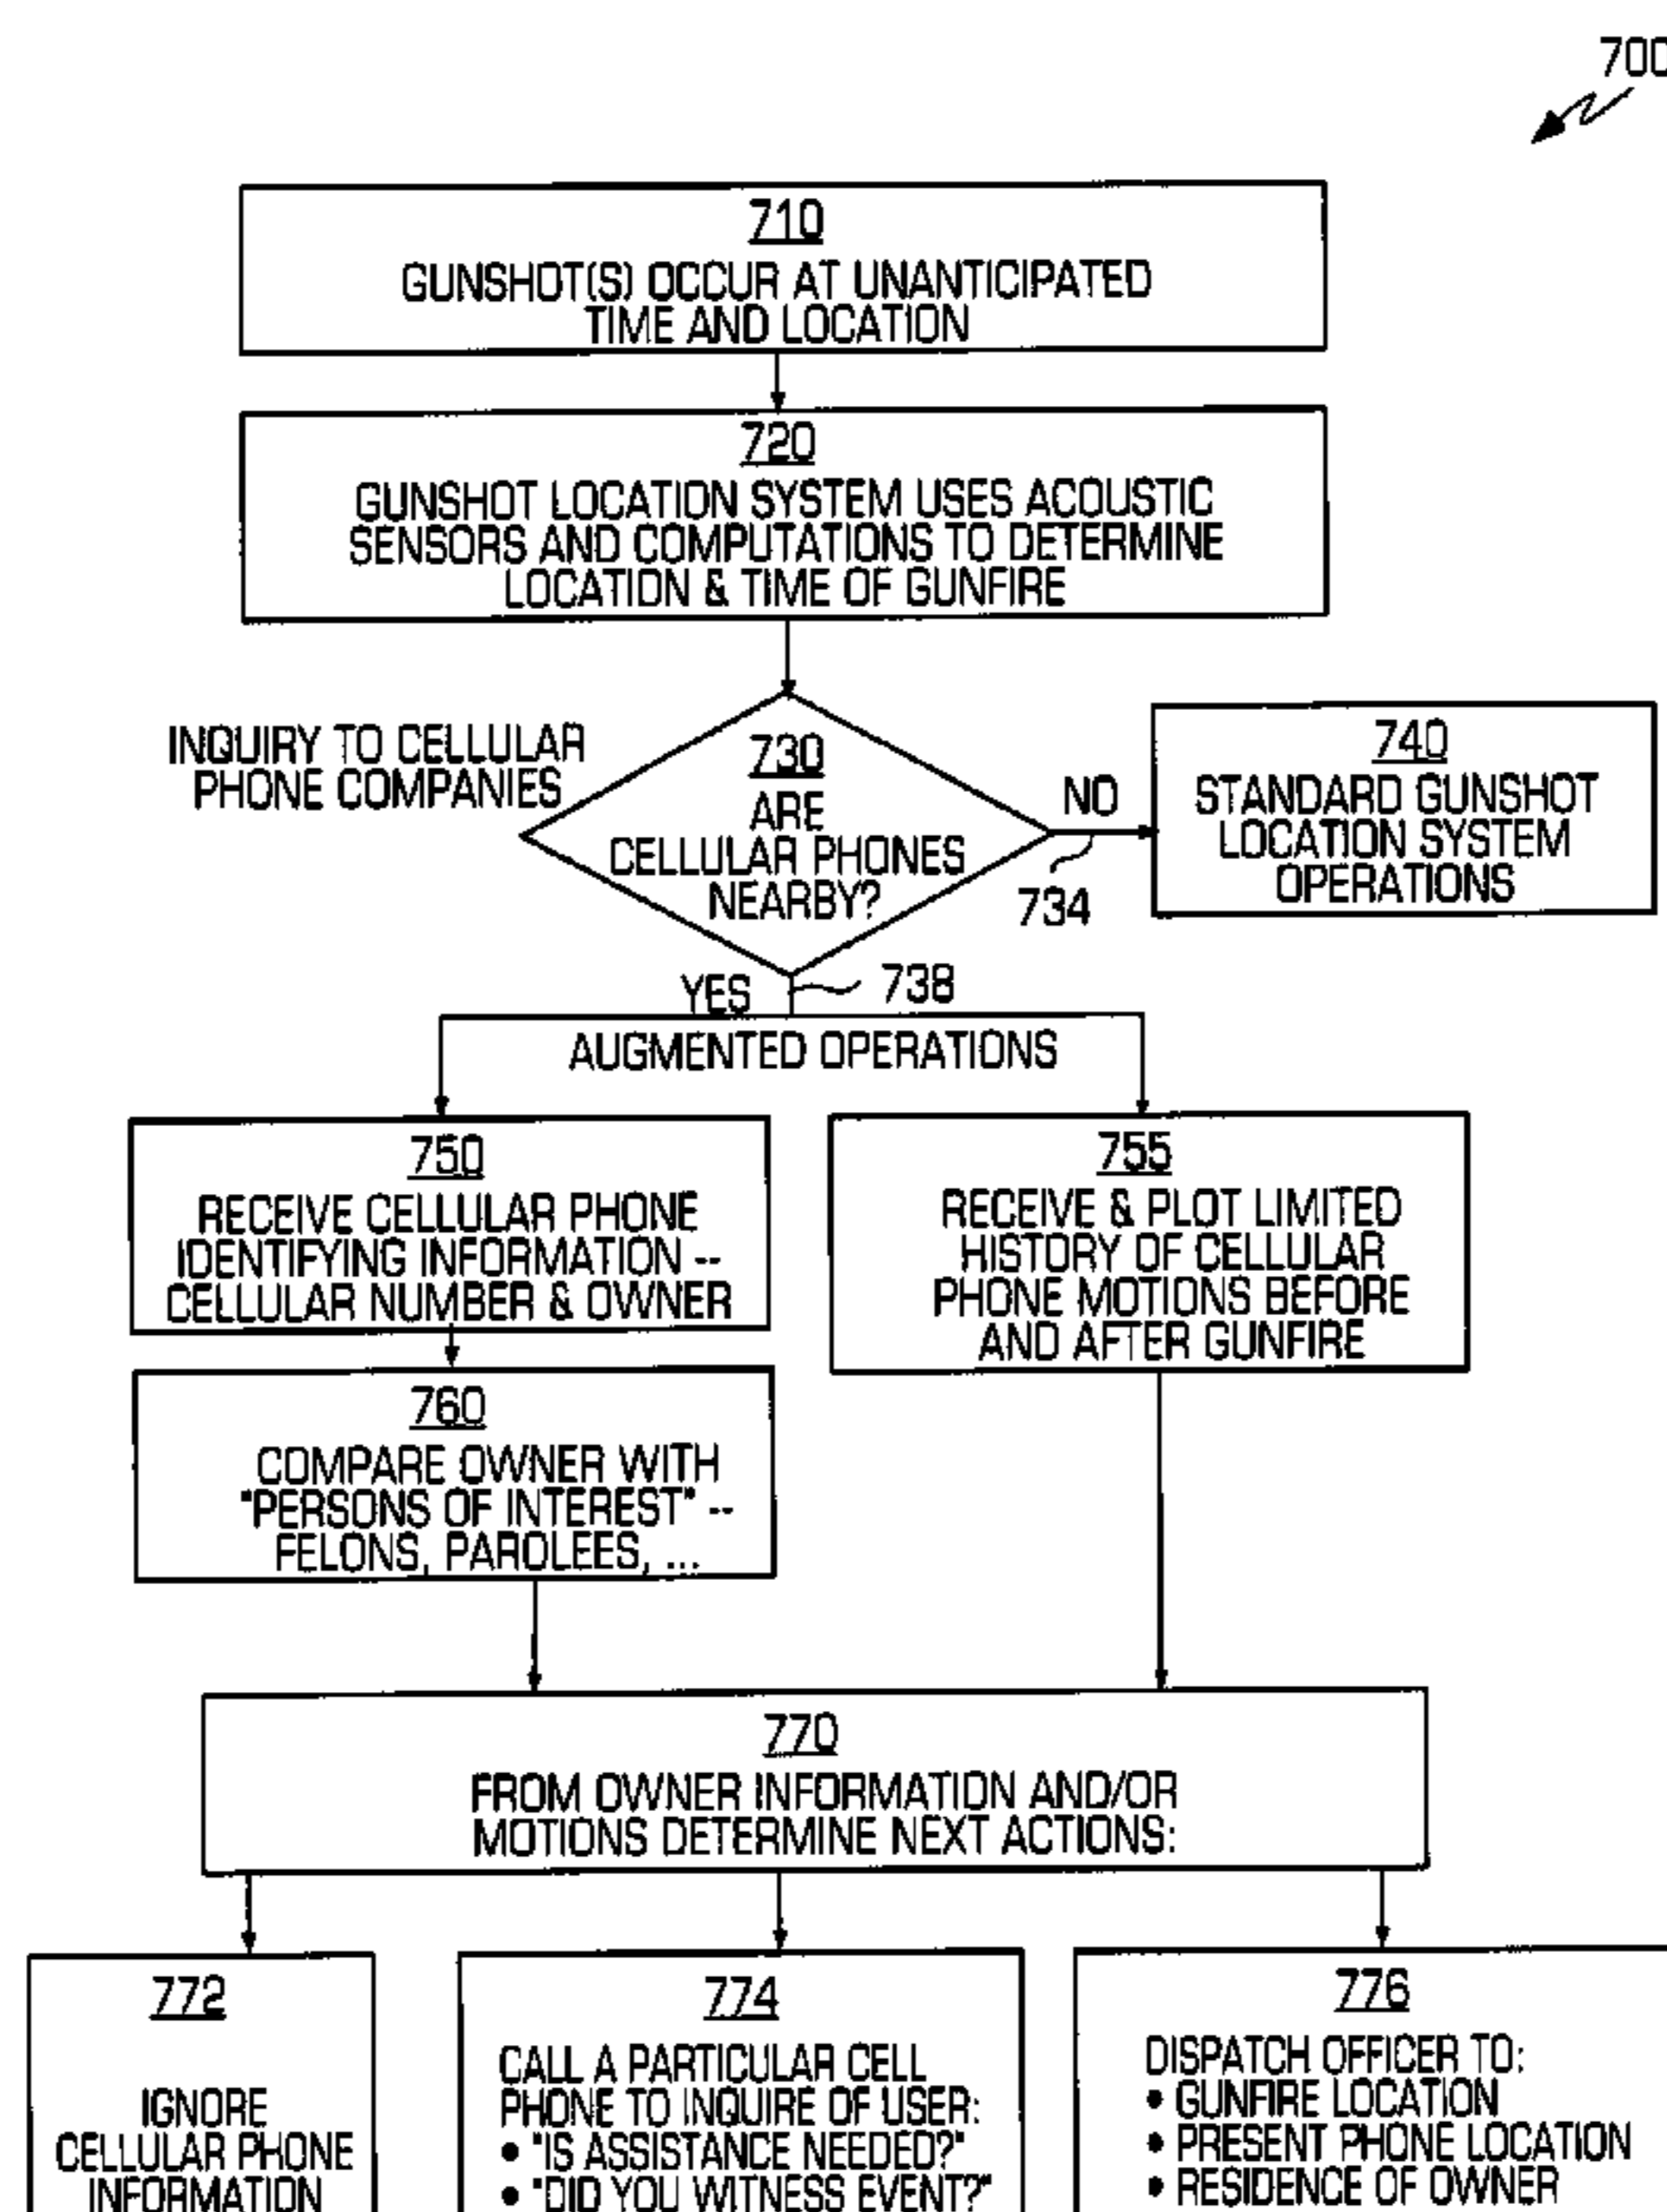 700
710
GUNSHOT(S) OCCUR AT UNANTICIPATED
TIME AND LOCATION
720
GUNSHOT LOCATION SYSTEM USES ACOUSTIC
SENSORS AND COMPUTATIONS TO DETERMINE
LOCATION & TIME OF GUNFIRE
INQUIRY TO CELLULAR
PHONE COMPANIES
730
ARE
CELLULAR PHONES
NEARBY?
NO
734
740
STANDARD GUNSHOT
LOCATION SYSTEM
OPERATIONS
YES
738
AUGMENTED OPERATIONS
750
RECEIVE CELLULAR PHONE
IDENTIFYING INFORMATION --
CELLULAR NUMBER & OWNER
755
RECEIVE & PLOT LIMITED
HISTORY OF CELLULAR
PHONE MOTIONS BEFORE
AND AFTER GUNFIRE
760
COMPARE OWNER WITH
"PERSONS OF INTEREST" --
FELONS, PAROLEES, ...
770
FROM OWNER INFORMATION AND/OR
MOTIONS DETERMINE NEXT ACTIONS:
772
IGNORE
CELLULAR PHONE
INFORMATION
774
CALL A PARTICULAR CELL
PHONE TO INQUIRE OF USER:
• "IS ASSISTANCE NEEDED?"
• "DID YOU WITNESS EVENT?"
776
DISPATCH OFFICER TO:
• GUNFIRE LOCATION
• PRESENT PHONE LOCATION
• RESIDENCE OF OWNER